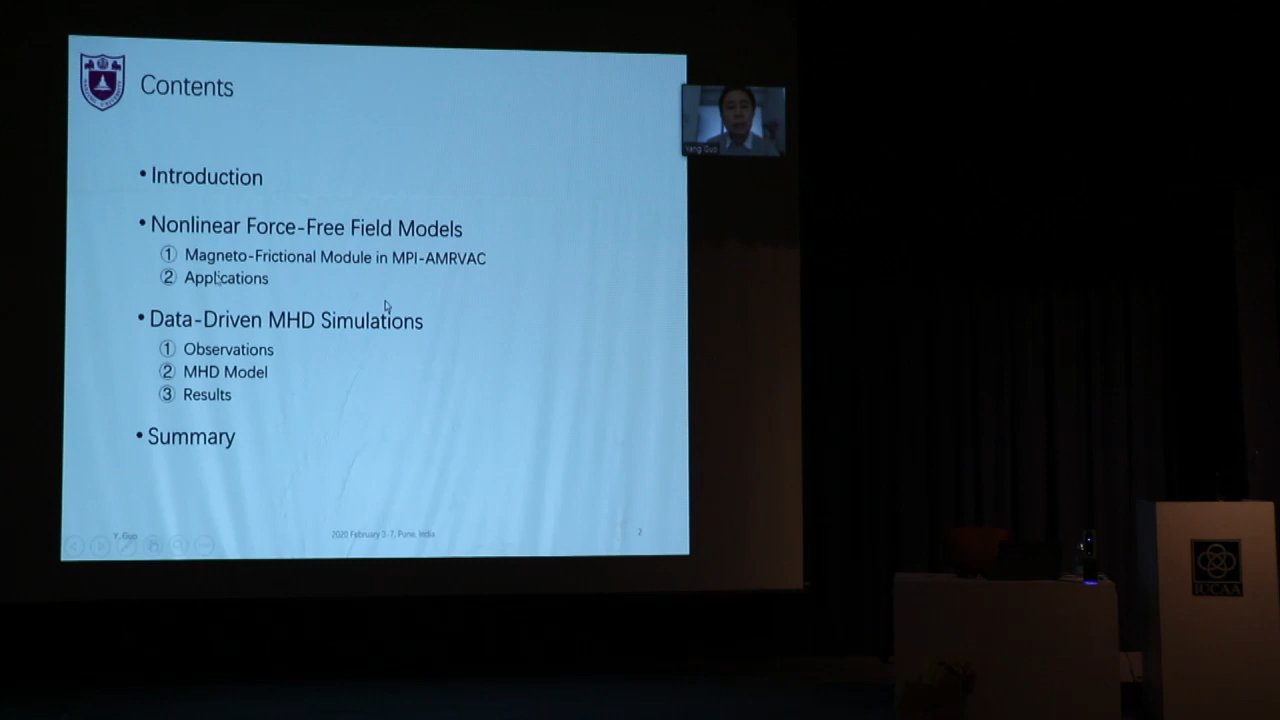 Contents
Yang Guo
• Introduction
• Nonlinear Force-Free Field Models
① Magneto-Frictional Module in MPI-AMRVAC
② Applications
• Data-Driven MHD Simulations
① Observations
② MHD Model
③ Results
• Summary
Y. Guo
2020 February 3-7, Pune, India
2
IUCAA